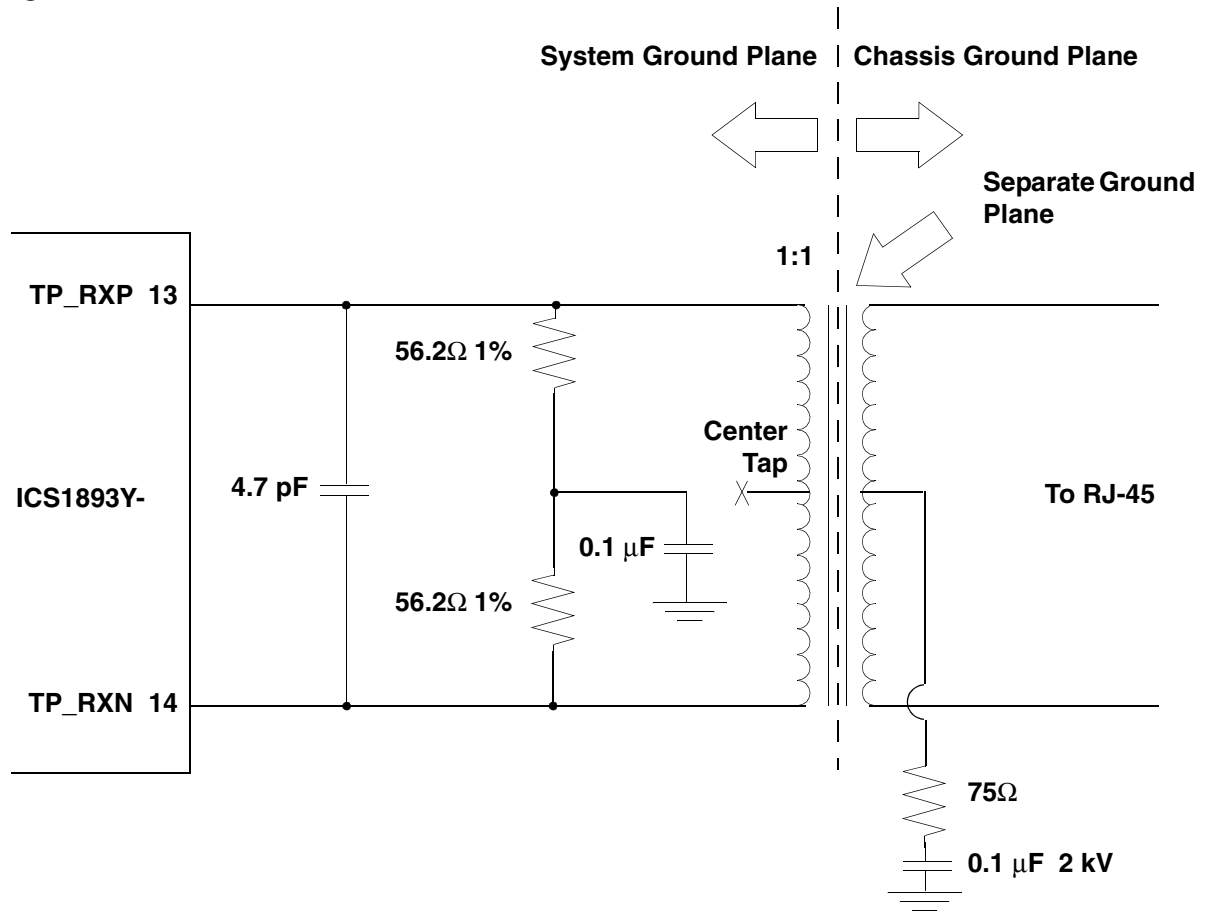 System Ground Plane
Chassis Ground Plane
Separate Ground
Plane
1:1
TP_RXP 13
56.2Ω 1%
Center
Tap
4.7 pF
ICS1893Y-
To RJ-45
0.1 μF
56.2Ω 1%
TP_RXN 14
75Ω
0.1 μF 2 kV